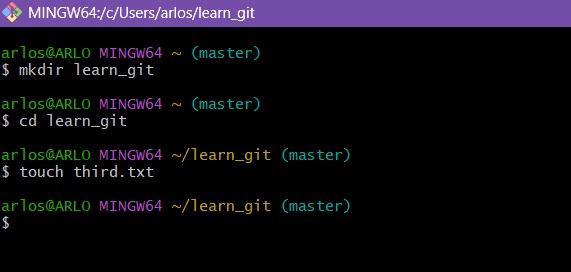 MINGW64:/c/Users/arlos/learn_git
arlos@ARLO MINGW64 ~ (master)
$ mkdir learn_git
arlos@ARLO MINGW64 ~ (master)
$ cd learn_git
arlos@ARLO MINGW64 ~/learn_git (master)
$ touch third.txt
arlos@ARLO MINGW64 ~/learn_git (master)
$